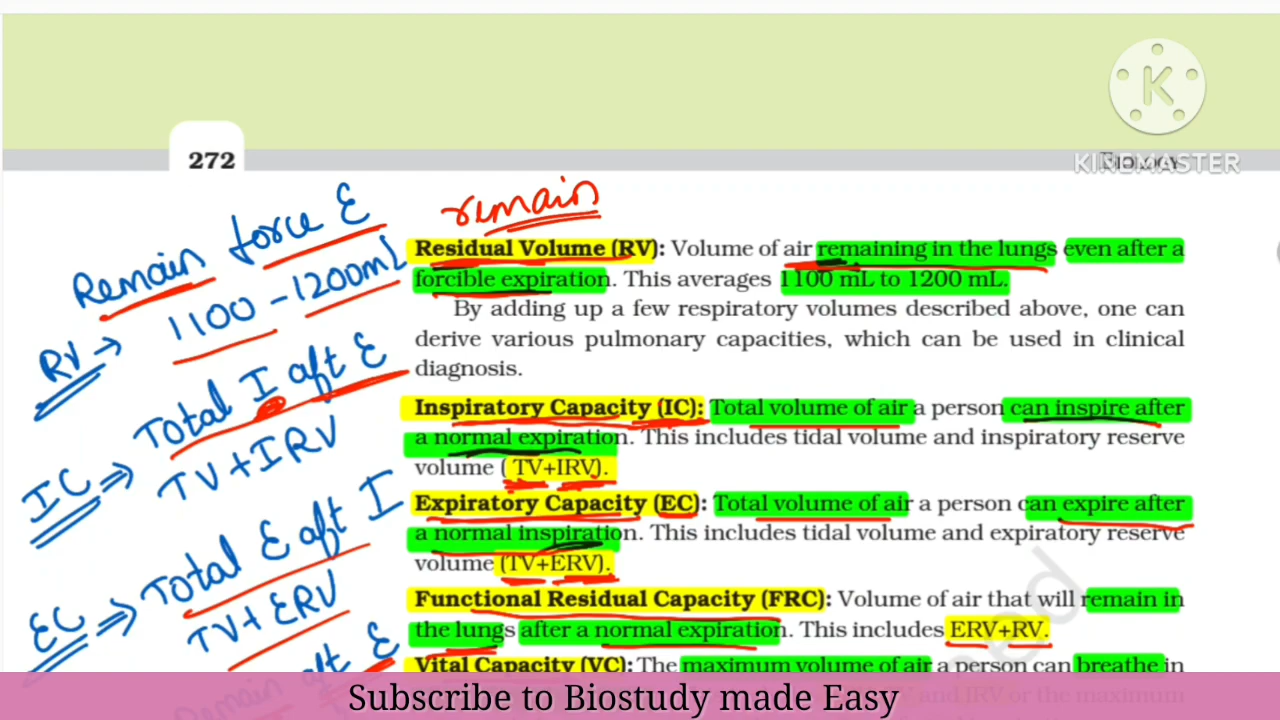 K
KINEMASTER
272
BIOLOGY
remain
Remain force E
RV → 1100 - 1200mL
Residual Volume (RV): Volume of air remaining in the lungs even after a
forcible expiration. This averages 1100 mL to 1200 mL.
By adding up a few respiratory volumes described above, one can
derive various pulmonary capacities, which can be used in clinical
diagnosis.
IC ⇒ Total I aft E
TV + IRV
Inspiratory Capacity (IC): Total volume of air a person can inspire after
a normal expiration. This includes tidal volume and inspiratory reserve
volume ( TV+IRV).
EC ⇒ Total E aft I
TV + ERV
Expiratory Capacity (EC): Total volume of air a person can expire after
a normal inspiration. This includes tidal volume and expiratory reserve
volume (TV+ERV).
Remain aft E
Functional Residual Capacity (FRC): Volume of air that will remain in
the lungs after a normal expiration. This includes ERV+RV.
Vital Capacity (VC): The maximum volume of air a person can breathe in
and IRV or the maximum
Subscribe to Biostudy made Easy